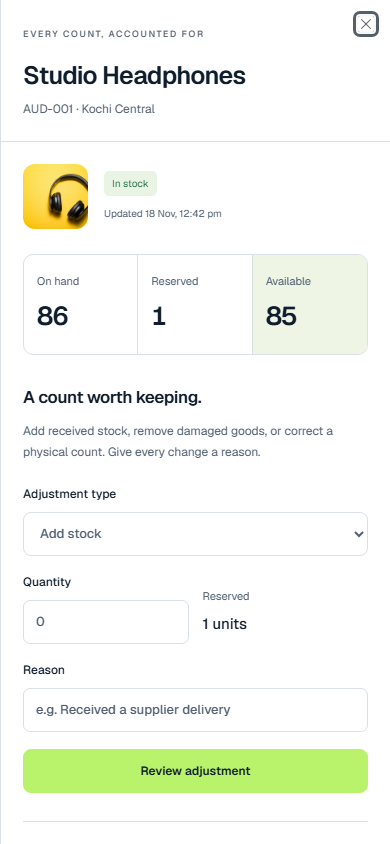 EVERY COUNT, ACCOUNTED FOR
Studio Headphones
AUD-001 · Kochi Central
In stock
Updated 18 Nov, 12:42 pm
On hand
86
Reserved
1
Available
85
A count worth keeping.
Add received stock, remove damaged goods, or correct a
physical count. Give every change a reason.
Adjustment type
Add stock
Quantity
0
Reserved
1 units
Reason
e.g. Received a supplier delivery
Review adjustment